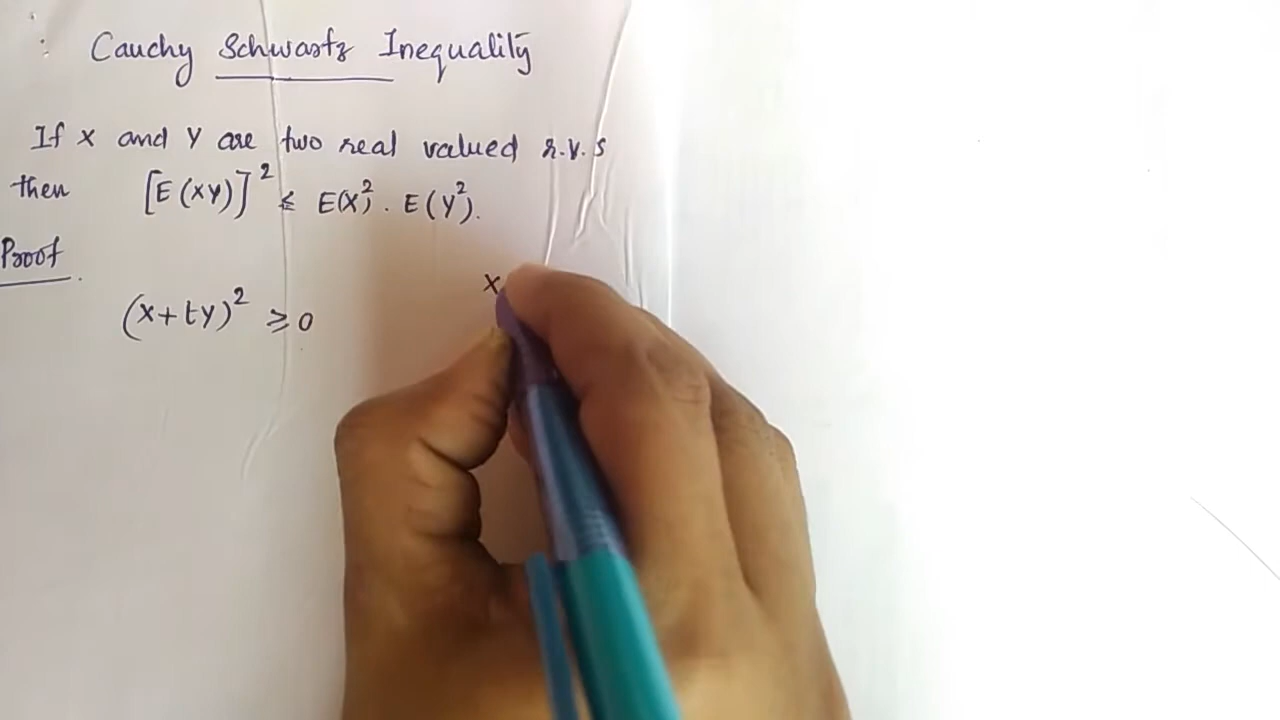 : Cauchy Schwartz Inequality
If X and Y are two real valued r.v.s
then [E(XY)]² ≤ E(X²). E(Y²).
Proof.
(X+tY)² ≥ 0
X